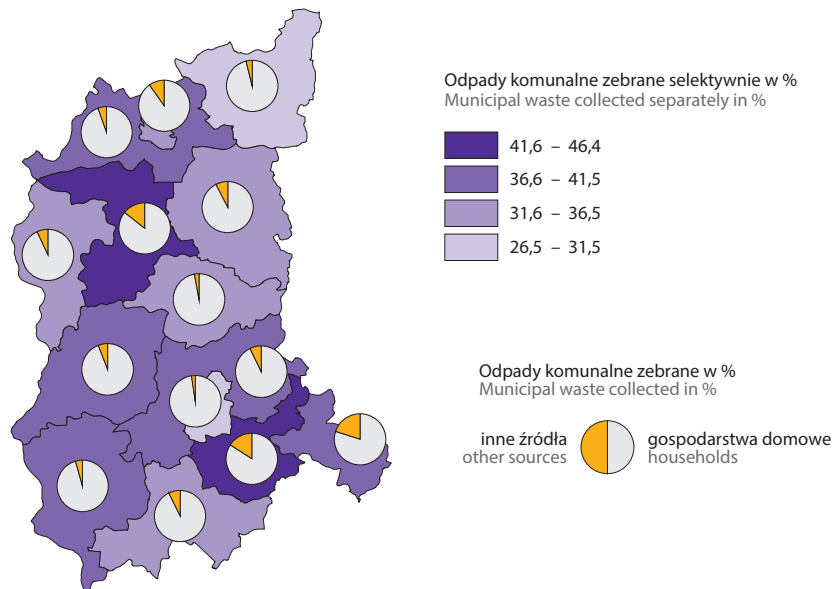 Odpady komunalne zebrane selektywnie w %
Municipal waste collected separately in %
41,6 – 46,4
36,6 – 41,5
31,6 – 36,5
26,5 – 31,5
Odpady komunalne zebrane w %
Municipal waste collected in %
inne źródła
other sources
gospodarstwa domowe
households